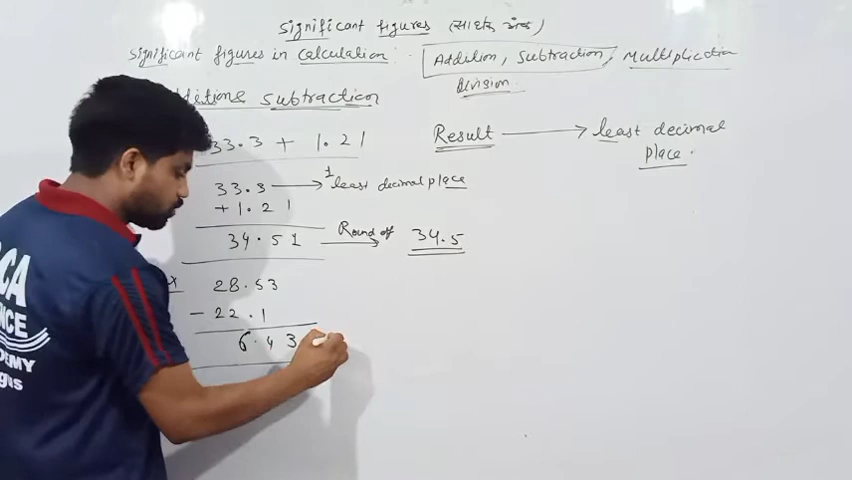 Significant figures (सार्थक अंक)
Significant figures in calculation : Addition, Subtraction, Multiplication
Division
subtraction
33.3 + 1.21
Result → least decimal
place.
33.3 → 1 least decimal place
+1.21
34.51 Round off → 34.5
28.53
- 22.1
6.43